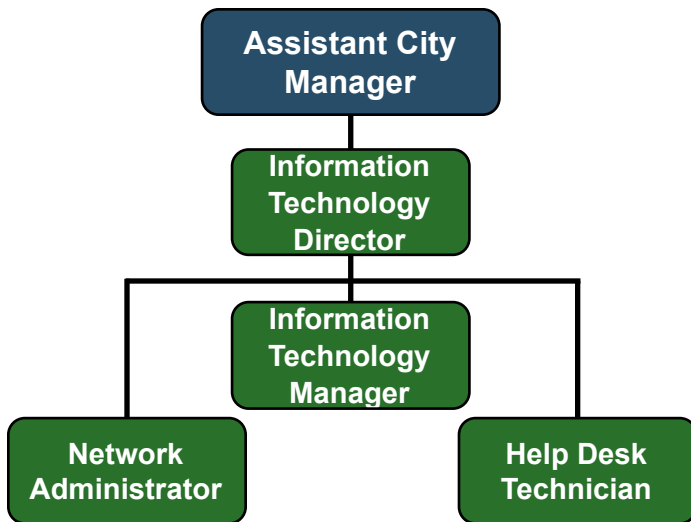 Assistant City
Manager
Information
Technology
Director
Information
Technology
Manager
Network
Administrator
Help Desk
Technician